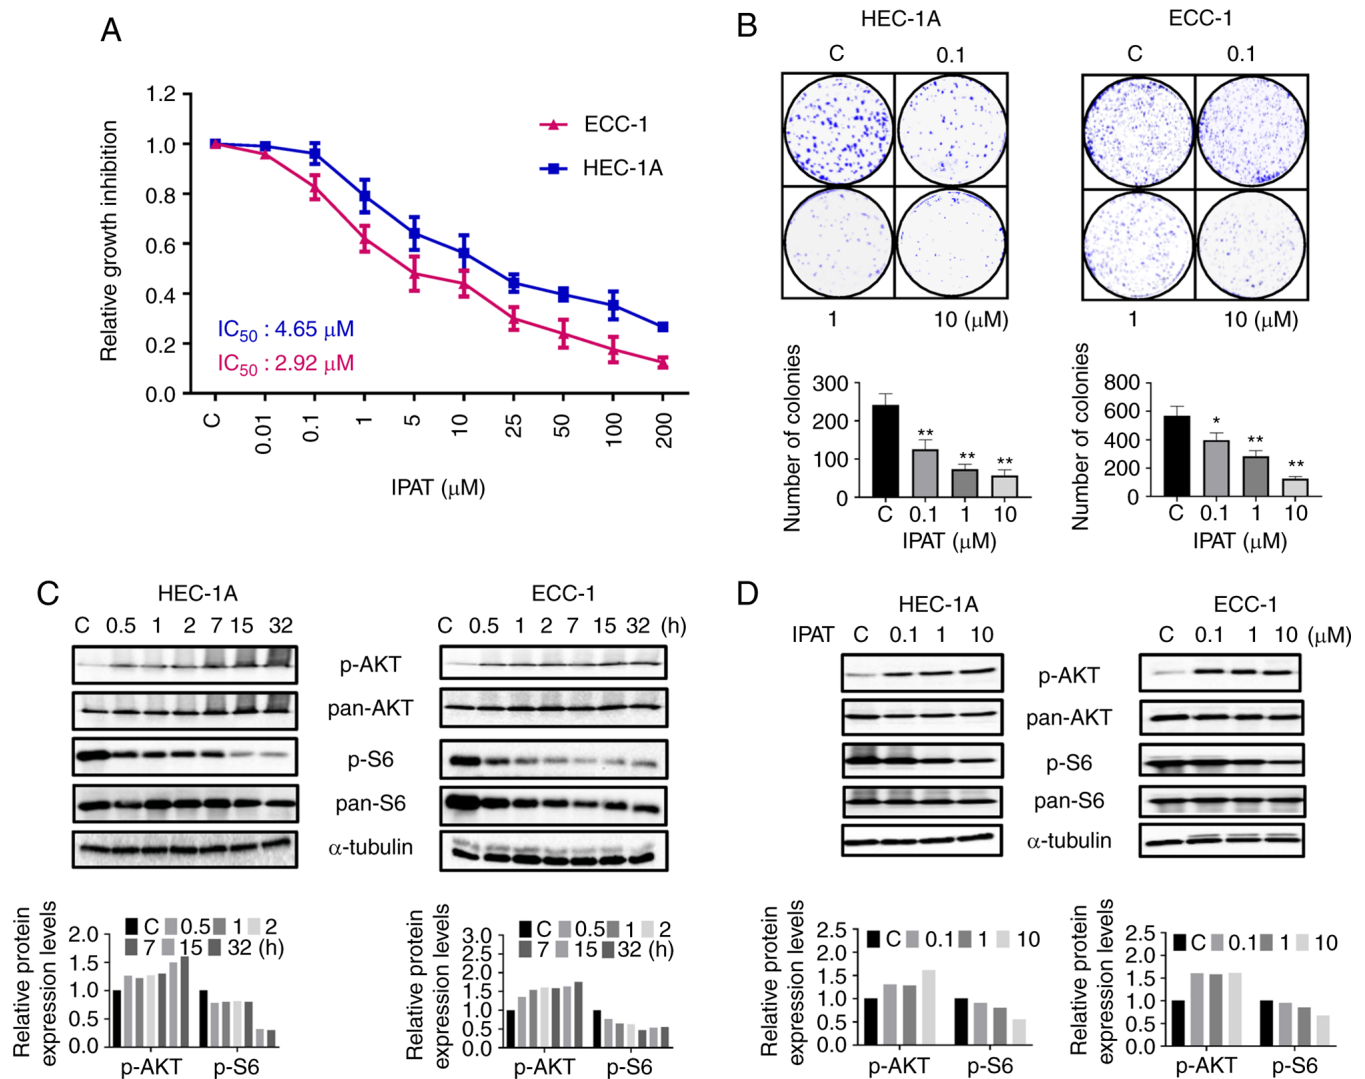 A
1.2
1.0
0.8
0.6
0.4
0.2
0.0
Relative growth inhibition
ECC-1
HEC-1A
IC50 : 4.65 μM
IC50 : 2.92 μM
C 0.01 0.1 1 5 10 25 50 100 200
IPAT (μM)
B
HEC-1A
C 0.1
1 10 (μM)
ECC-1
C 0.1
1 10 (μM)
Number of colonies
300
200
100
0
** ** **
C 0.1 1 10
IPAT (μM)
Number of colonies
800
600
400
200
0
* ** **
C 0.1 1 10
IPAT (μM)
C
HEC-1A
C 0.5 1 2 7 15 32
ECC-1
C 0.5 1 2 7 15 32 (h)
p-AKT
pan-AKT
p-S6
pan-S6
α-tubulin
Relative protein
expression levels
2.0
1.5
1.0
0.5
0.0
C 0.5 1 2
7 15 32 (h)
p-AKT p-S6
Relative protein
expression levels
3.0
2.5
2.0
1.5
1.0
0.5
0.0
C 0.5 1 2
7 15 32 (h)
p-AKT p-S6
D
HEC-1A
IPAT C 0.1 1 10
ECC-1
C 0.1 1 10 (μM)
p-AKT
pan-AKT
p-S6
pan-S6
α-tubulin
Relative protein
expression levels
2.5
2.0
1.5
1.0
0.5
0.0
C 0.1 1 10
p-AKT p-S6
Relative protein
expression levels
2.5
2.0
1.5
1.0
0.5
0.0
C 0.1 1 10
p-AKT p-S6